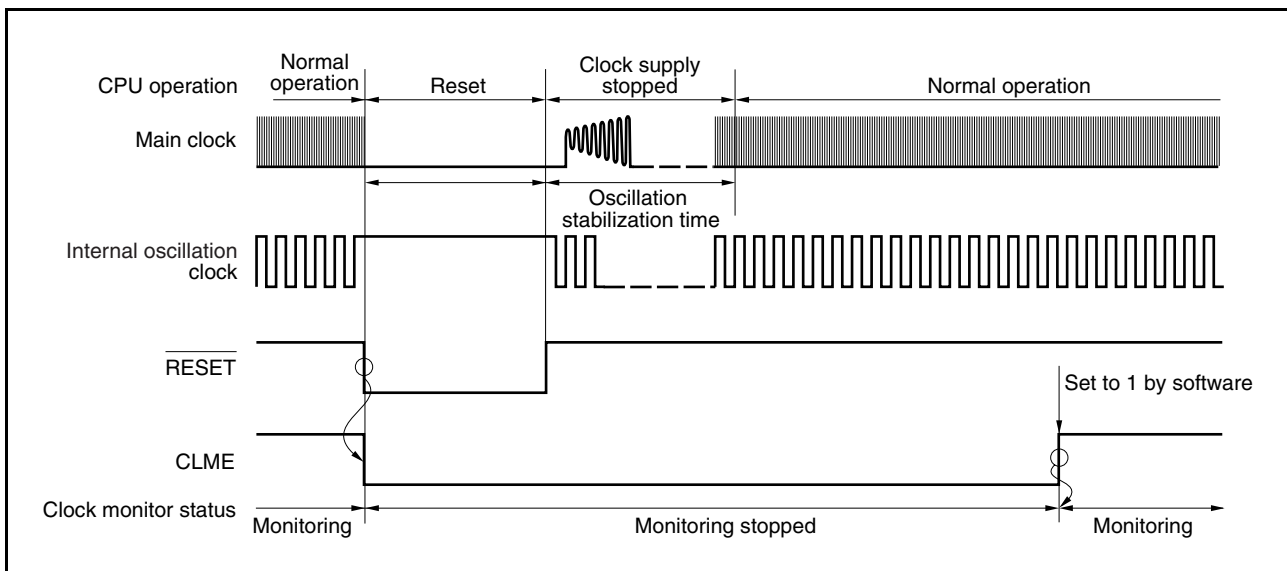 Normal
operation
Clock supply
stopped
CPU operation
Reset
Normal operation
Main clock
Oscillation
stabilization time
Internal oscillation
clock
RESET
Set to 1 by software
CLME
Clock monitor status
Monitoring
Monitoring stopped
Monitoring